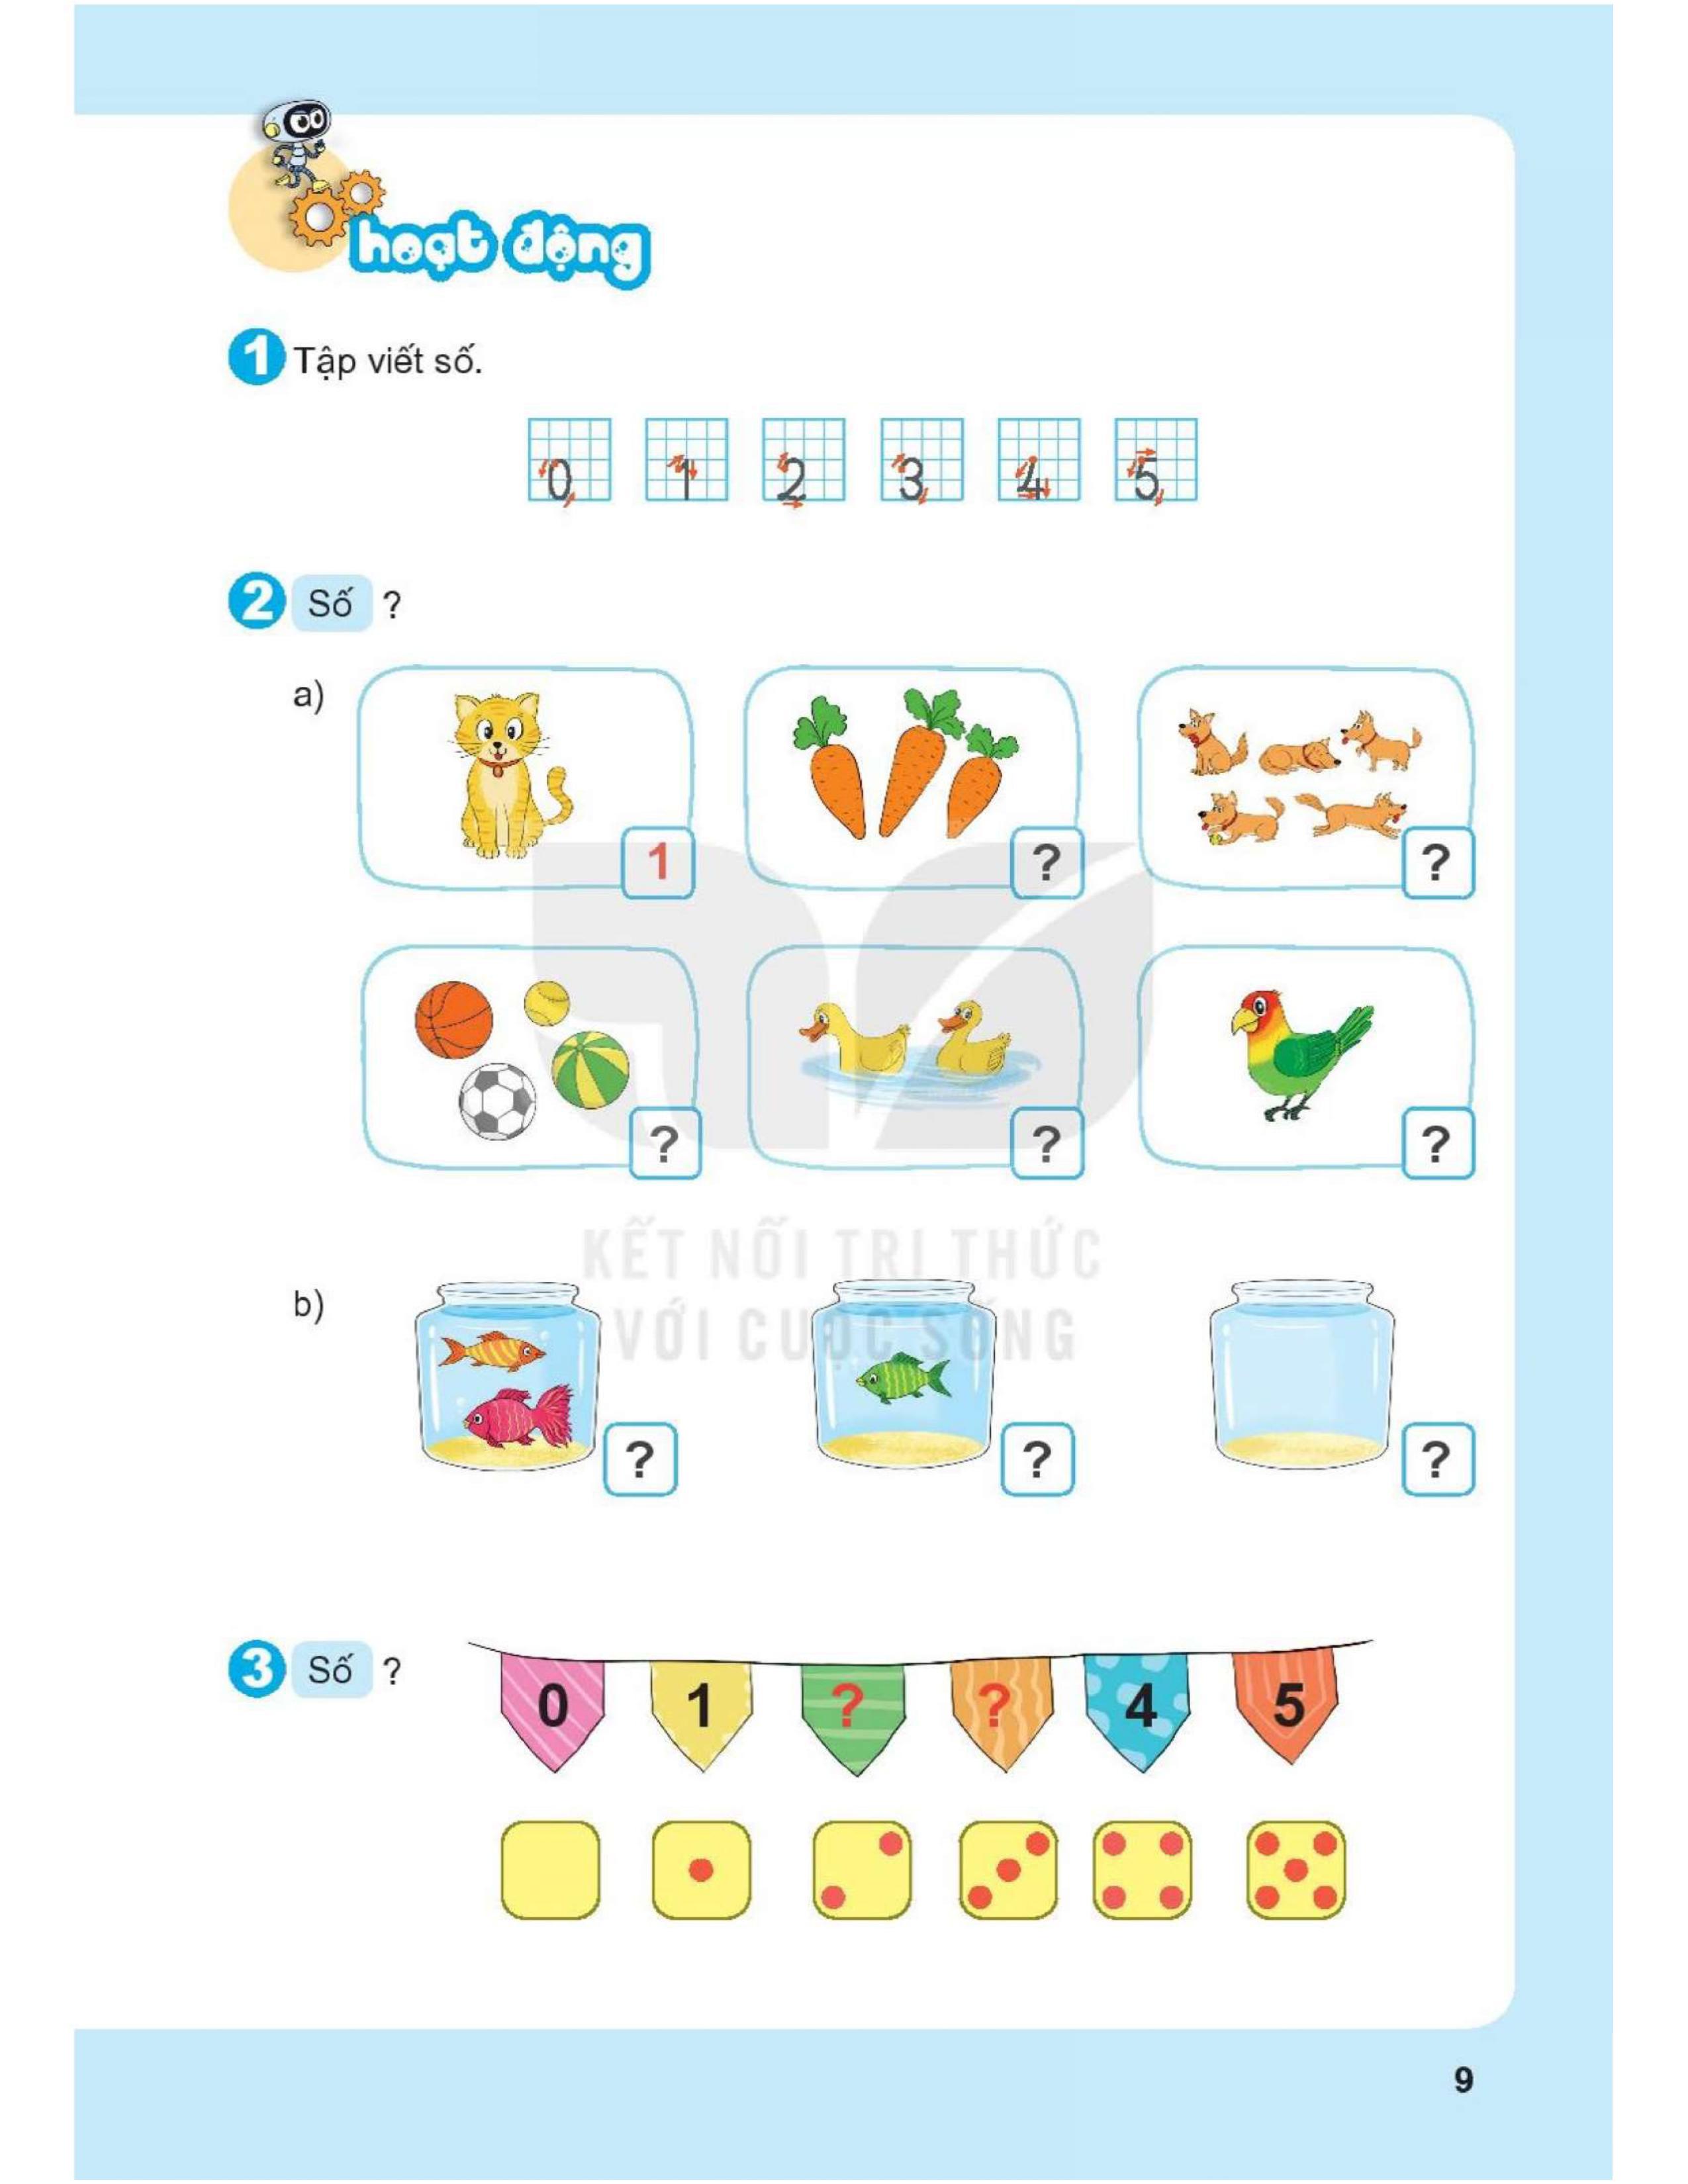 hoạt động
1 Tập viết số.
0 1 2 3 4 5
2 Số ?
a)
1 ? ?
? ? ?
KẾT NỐI TRI THỨC
VỚI CUỘC SỐNG
b)
? ? ?
3 Số ?
0 1 ? ? 4 5
9